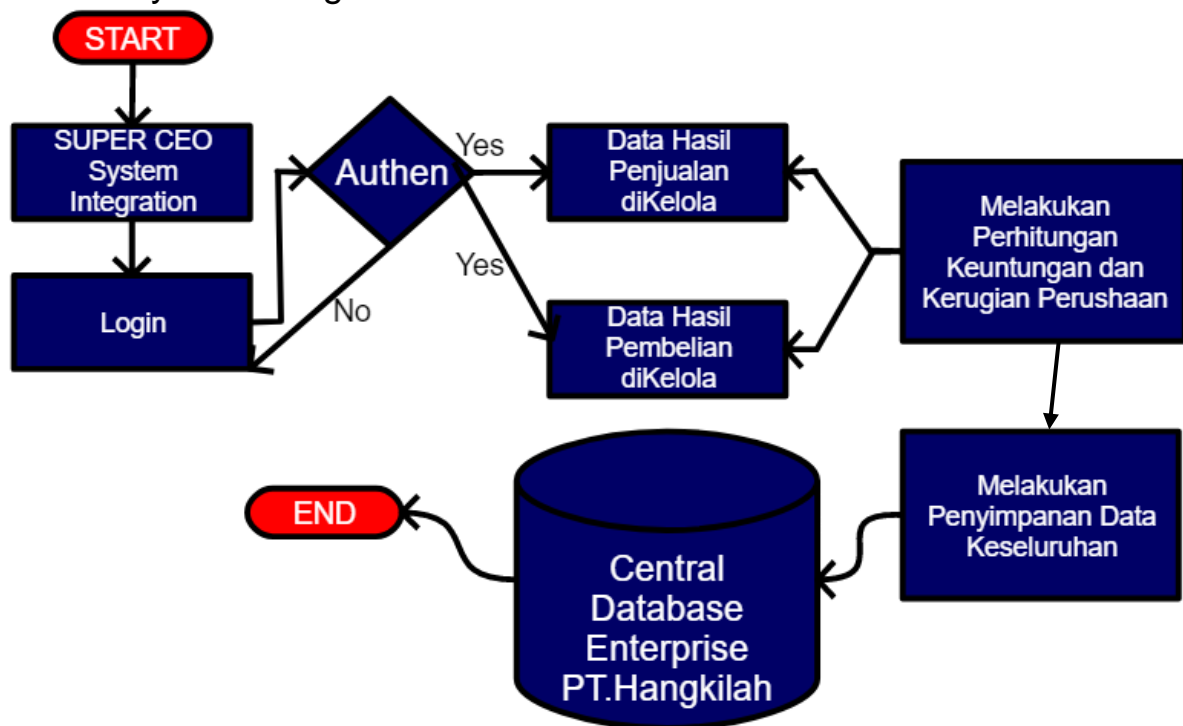 START
SUPER CEO
System
Integration
Login
Authen
Yes
Yes
No
Data Hasil
Penjualan
diKelola
Data Hasil
Pembelian
diKelola
Melakukan
Perhitungan
Keuntungan dan
Kerugian Perushaan
Melakukan
Penyimpanan Data
Keseluruhan
Central
Database
Enterprise
PT.Hangkilah
END